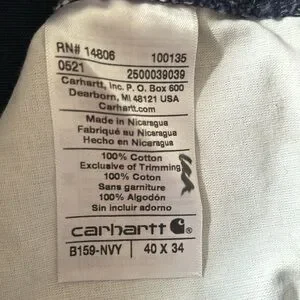 RN# 14806 100135
0521 2500039039
Carhartt, Inc. P.O. Box 600
Dearborn, MI 48121 USA
Carhartt.com
Made in Nicaragua
Fabriqué au Nicaragua
Hecho en Nicaragua
100% Cotton
Exclusive of Trimming
100% Coton
Sans garniture
100% Algodón
Sin incluir adorno
carhartt
B159-NVY 40 X 34